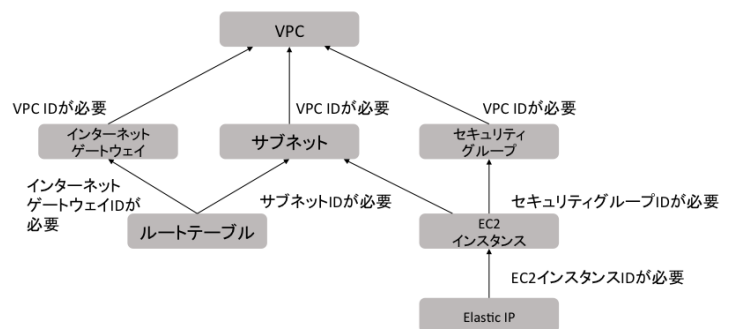 VPC
VPC IDが必要
VPC IDが必要
VPC IDが必要
インターネット
ゲートウェイ
サブネット
セキュリティ
グループ
インターネット
ゲートウェイIDが
必要
サブネットIDが必要
セキュリティグループIDが必要
ルートテーブル
EC2
インスタンス
EC2インスタンスIDが必要
Elastic IP